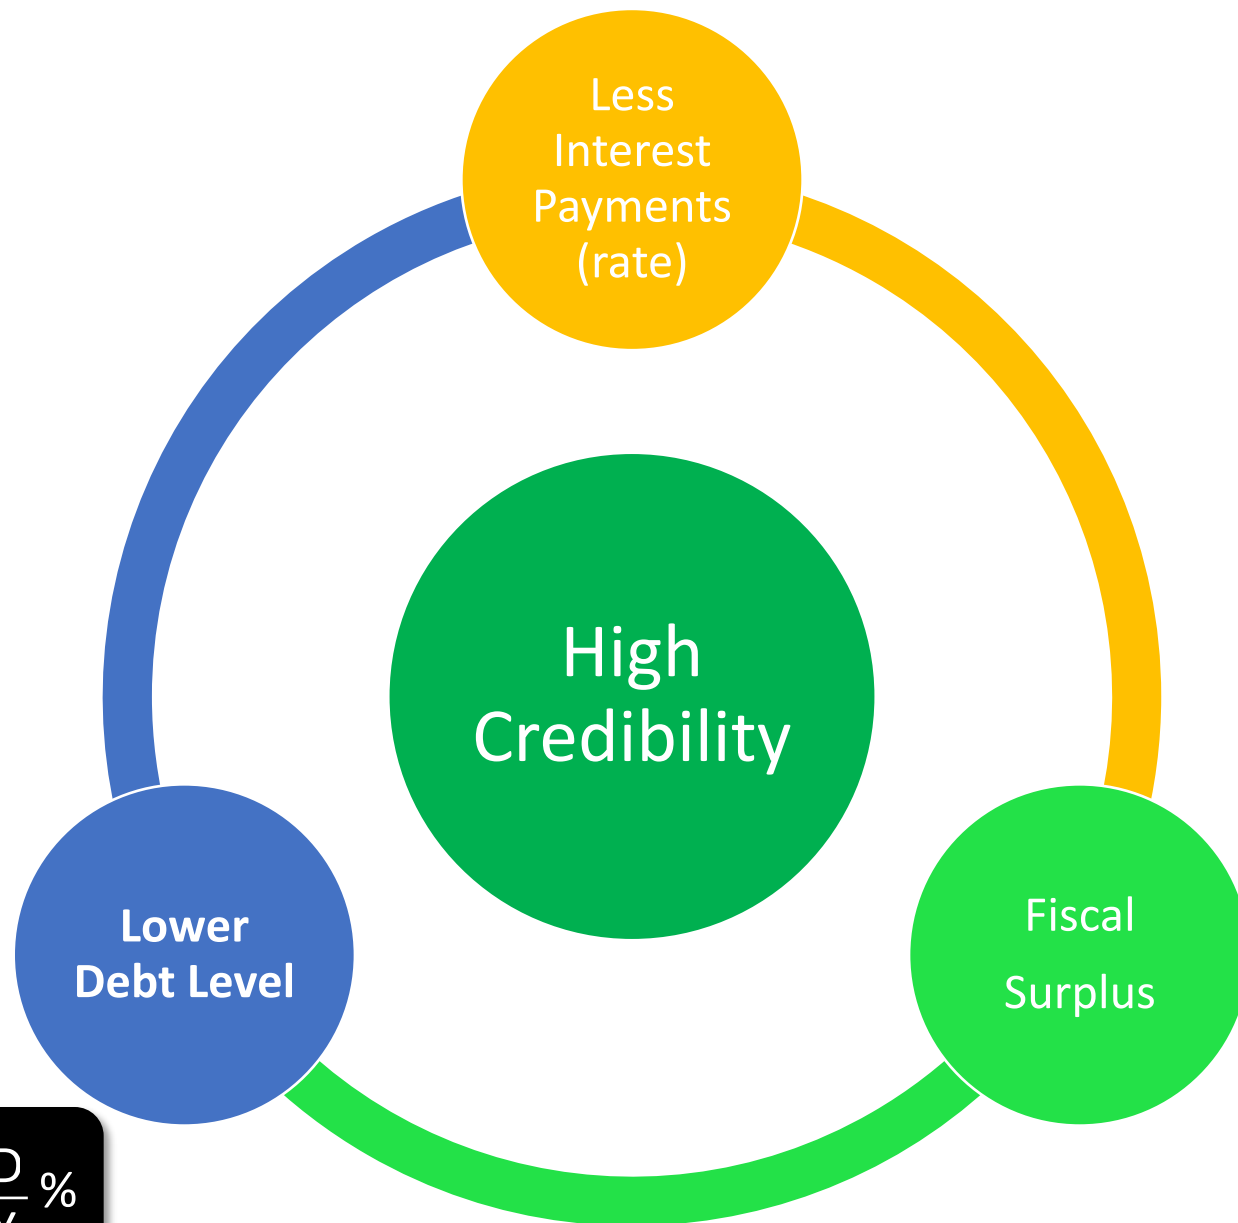 Less
Interest
Payments
(rate)
High
Credibility
Lower
Debt Level
Fiscal
Surplus
D
%